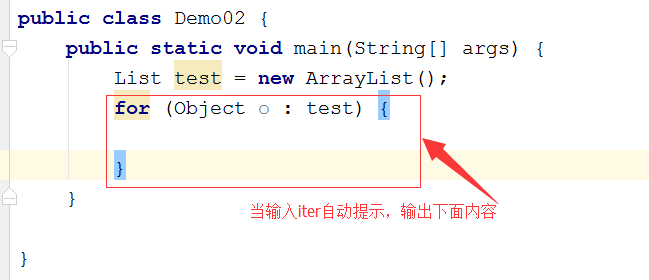 public class Demo02 {
public static void main(String[] args) {
List test = new ArrayList();
for (Object o : test) {
}
当输入iter自动提示，输出下面内容
}
}